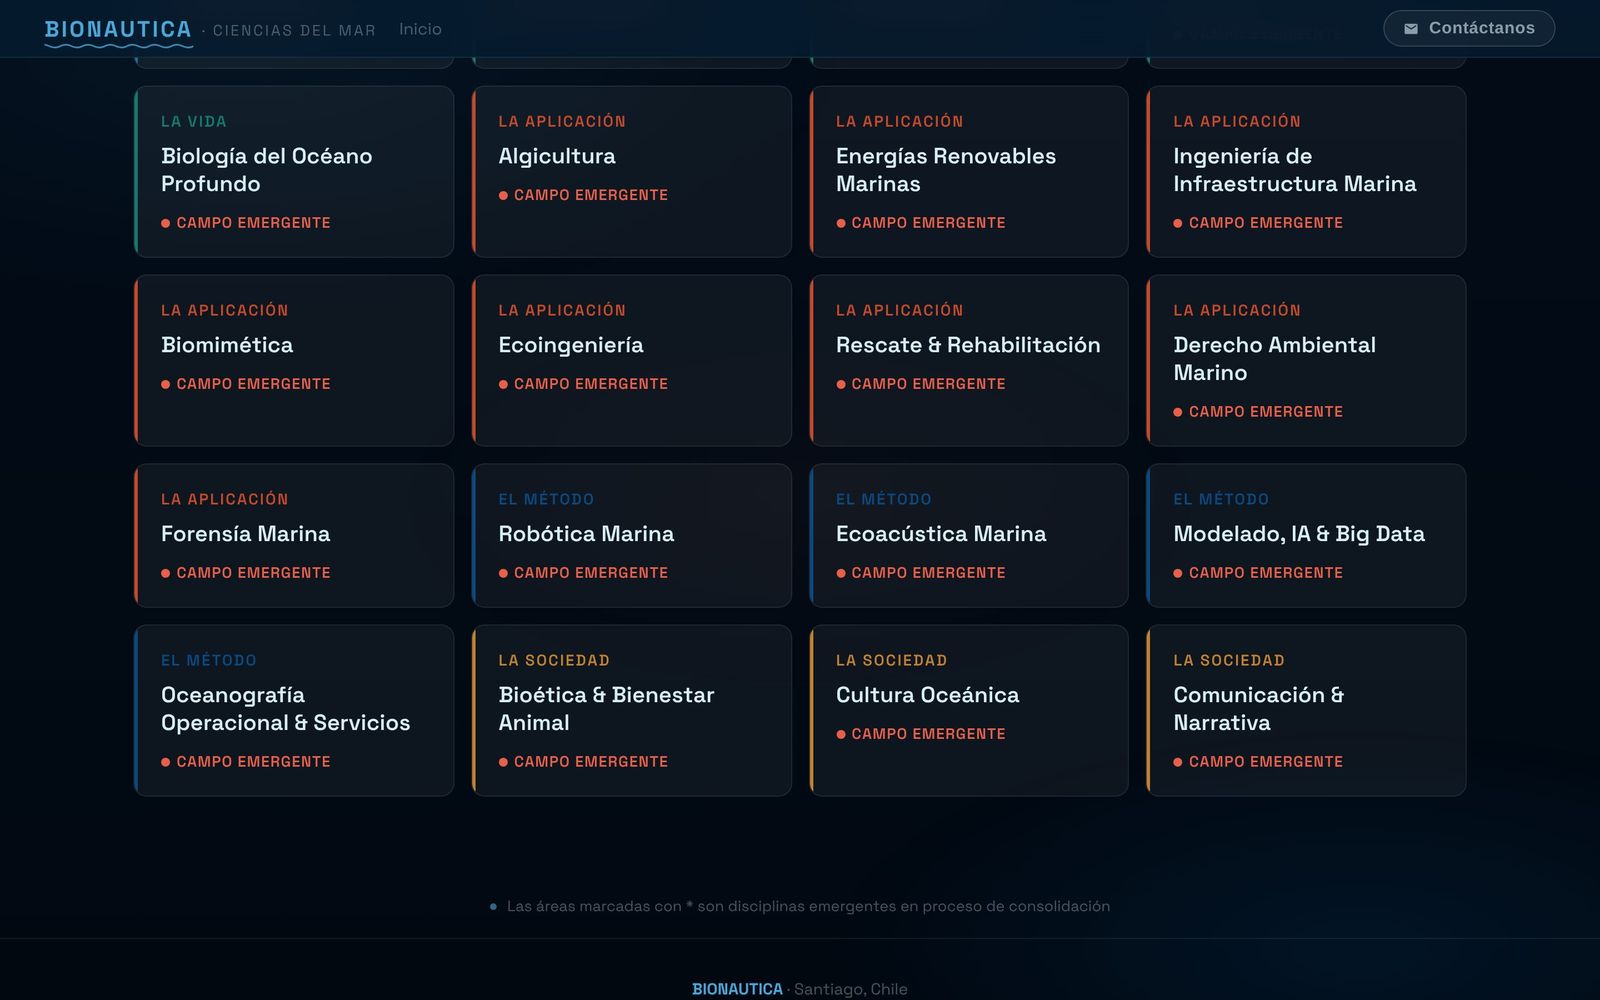 BIONAUTICA · CIENCIAS DEL MAR Inicio
Contáctanos
LA VIDA
Biología del Océano
Profundo
CAMPO EMERGENTE
LA APLICACIÓN
Algicultura
CAMPO EMERGENTE
LA APLICACIÓN
Energías Renovables
Marinas
CAMPO EMERGENTE
LA APLICACIÓN
Ingeniería de
Infraestructura Marina
CAMPO EMERGENTE
LA APLICACIÓN
Biomimética
CAMPO EMERGENTE
LA APLICACIÓN
Ecoingeniería
CAMPO EMERGENTE
LA APLICACIÓN
Rescate & Rehabilitación
CAMPO EMERGENTE
LA APLICACIÓN
Derecho Ambiental
Marino
CAMPO EMERGENTE
LA APLICACIÓN
Forensía Marina
CAMPO EMERGENTE
EL MÉTODO
Robótica Marina
CAMPO EMERGENTE
EL MÉTODO
Ecoacústica Marina
CAMPO EMERGENTE
EL MÉTODO
Modelado, IA & Big Data
CAMPO EMERGENTE
EL MÉTODO
Oceanografía
Operacional & Servicios
CAMPO EMERGENTE
LA SOCIEDAD
Bioética & Bienestar
Animal
CAMPO EMERGENTE
LA SOCIEDAD
Cultura Oceánica
CAMPO EMERGENTE
LA SOCIEDAD
Comunicación &
Narrativa
CAMPO EMERGENTE
Las áreas marcadas con * son disciplinas emergentes en proceso de consolidación
BIONAUTICA · Santiago, Chile